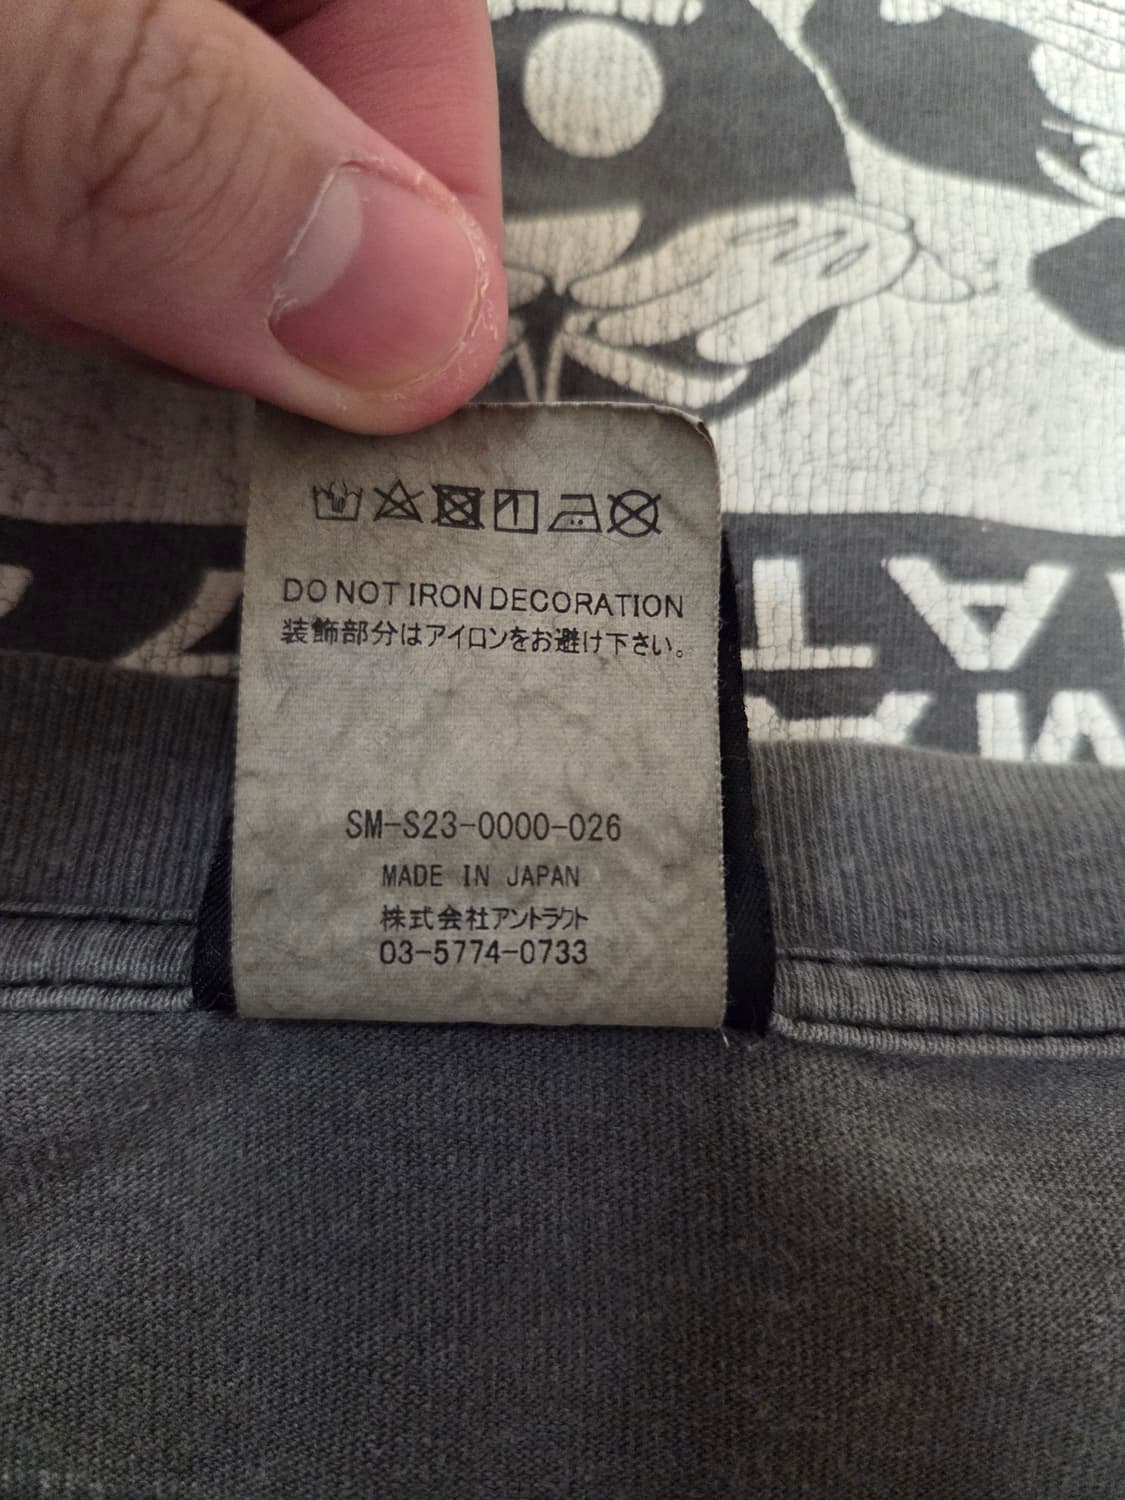 DO NOT IRON DECORATION
装飾部分はアイロンをお避け下さい。
SM-S23-0000-026
MADE IN JAPAN
株式会社アントラクト
03-5774-0733